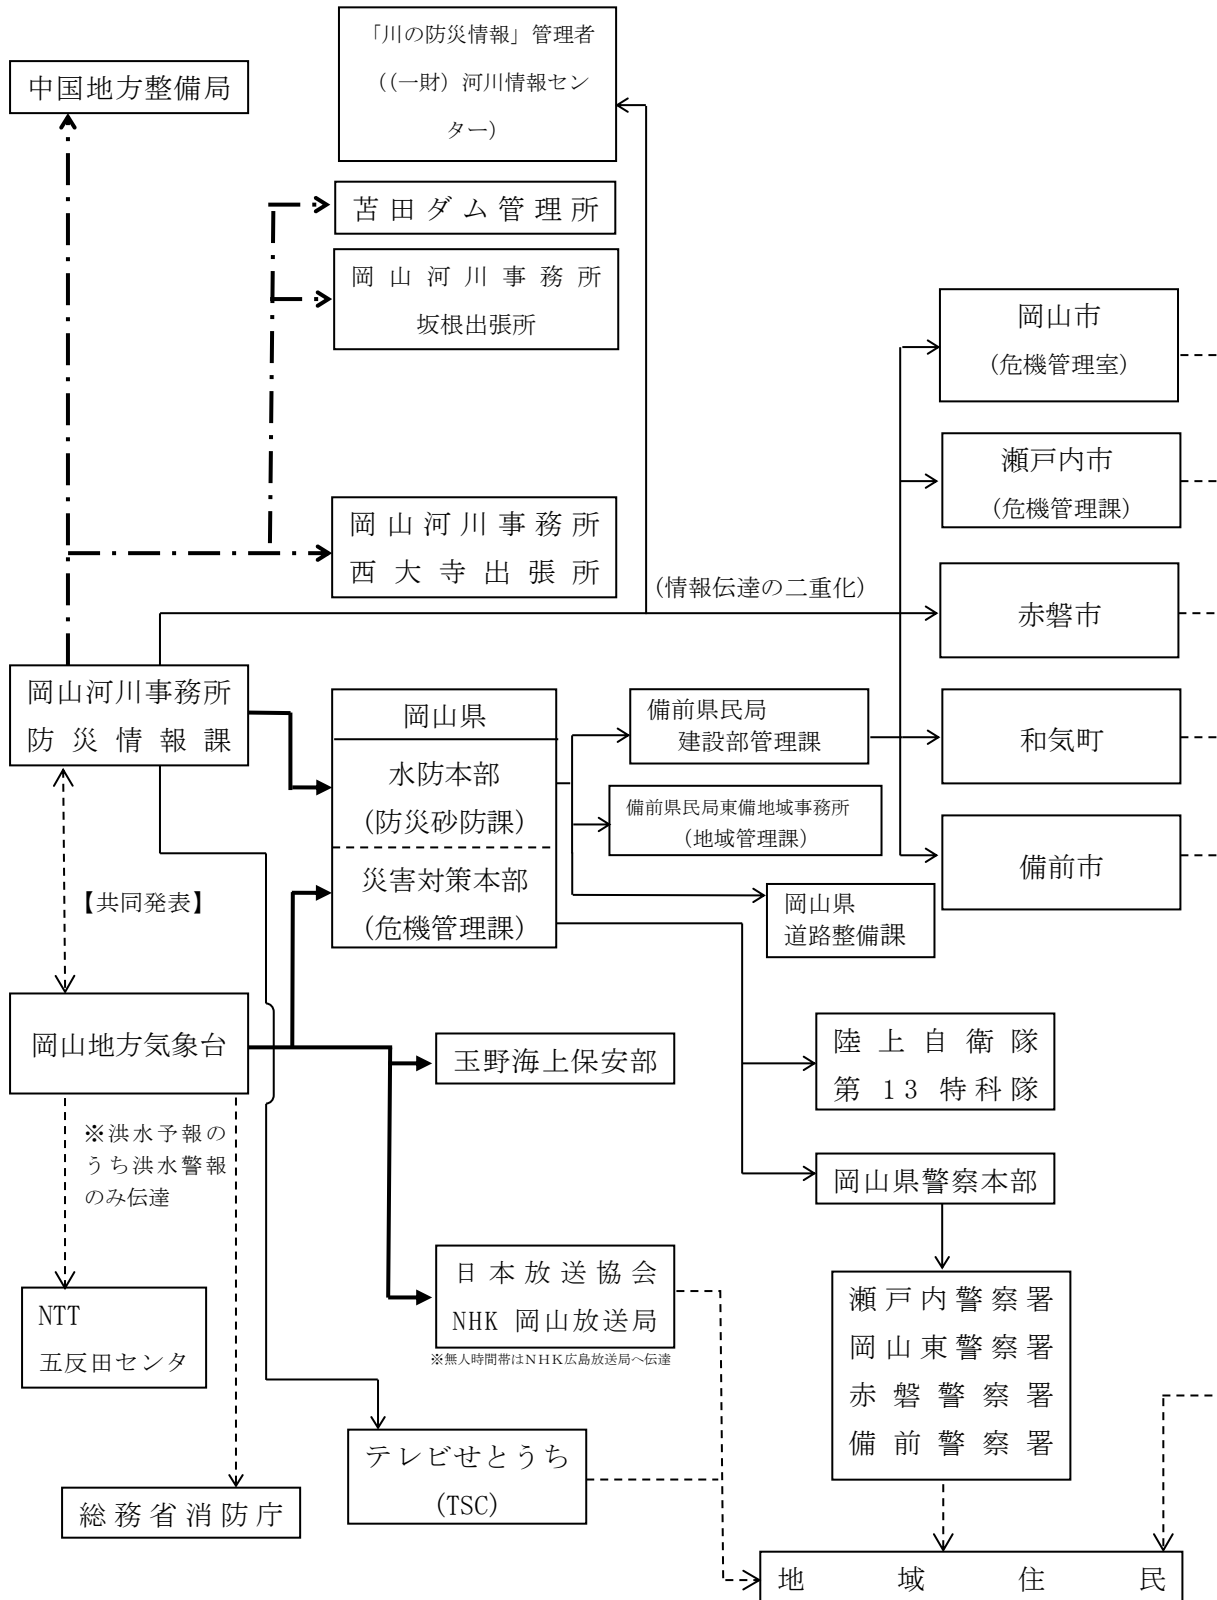 「川の防災情報」管理者
((一財) 河川情報セン
ター)
中国地方整備局
苫田ダム管理所
岡山河川事務所
坂根出張所
岡山市
(危機管理室)
瀬戸内市
(危機管理課)
岡山河川事務所
西大寺出張所
(情報伝達の二重化)
赤磐市
岡山河川事務所
防災情報課
岡山県
水防本部
(防災砂防課)
災害対策本部
(危機管理課)
備前県民局
建設部管理課
和気町
備前県民局東備地域事務所
(地域管理課)
備前市
岡山県
道路整備課
【共同発表】
岡山地方気象台
玉野海上保安部
陸上自衛隊
第 13 特科隊
※洪水予報の
うち洪水警報
のみ伝達
岡山県警察本部
日本放送協会
NHK 岡山放送局
※無人時間帯はNHK広島放送局へ伝達
瀬戸内警察署
岡山東警察署
赤磐警察署
備前警察署
NTT
五反田センタ
テレビせとうち
(TSC)
総務省消防庁
地域住民